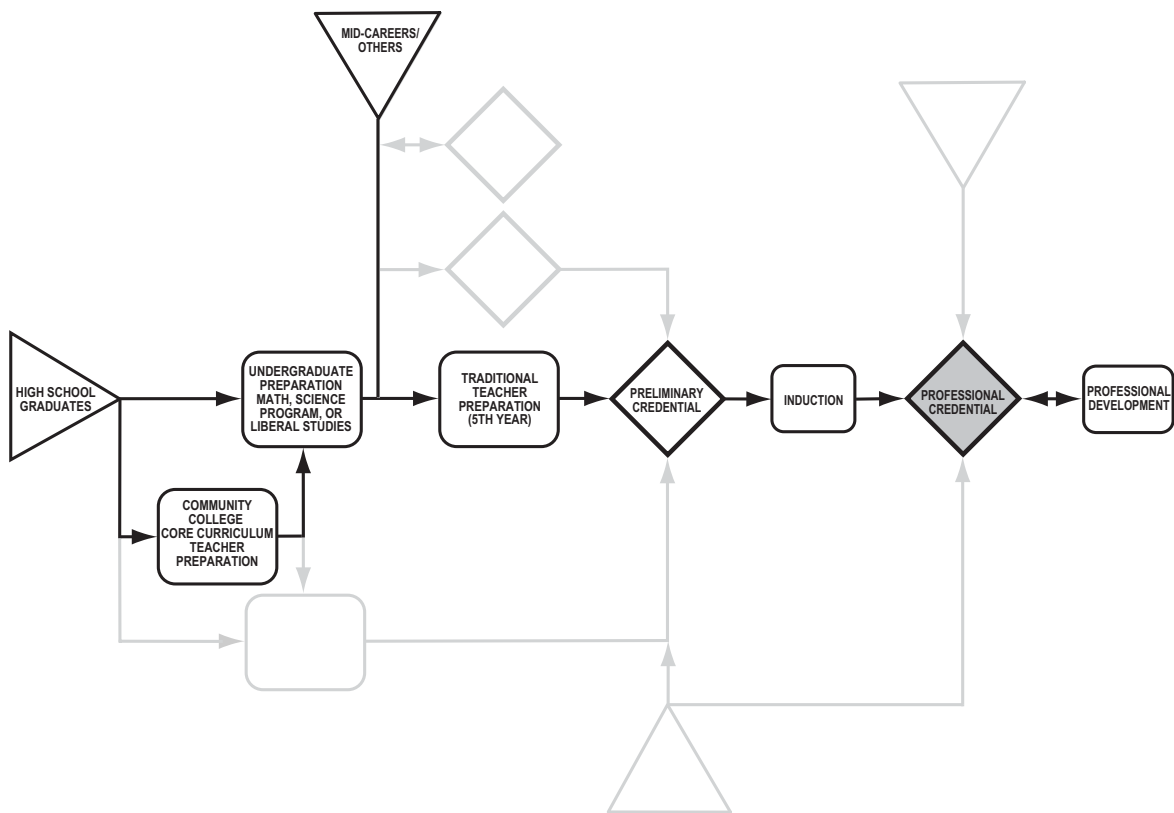 MID-CAREERS/
OTHERS
HIGH SCHOOL
GRADUATES
UNDERGRADUATE
PREPARATION
MATH, SCIENCE
PROGRAM, OR
LIBERAL STUDIES
TRADITIONAL
TEACHER
PREPARATION
(5TH YEAR)
PRELIMINARY
CREDENTIAL
INDUCTION
PROFESSIONAL
CREDENTIAL
PROFESSIONAL
DEVELOPMENT
COMMUNITY
COLLEGE
CORE CURRICULUM
TEACHER
PREPARATION